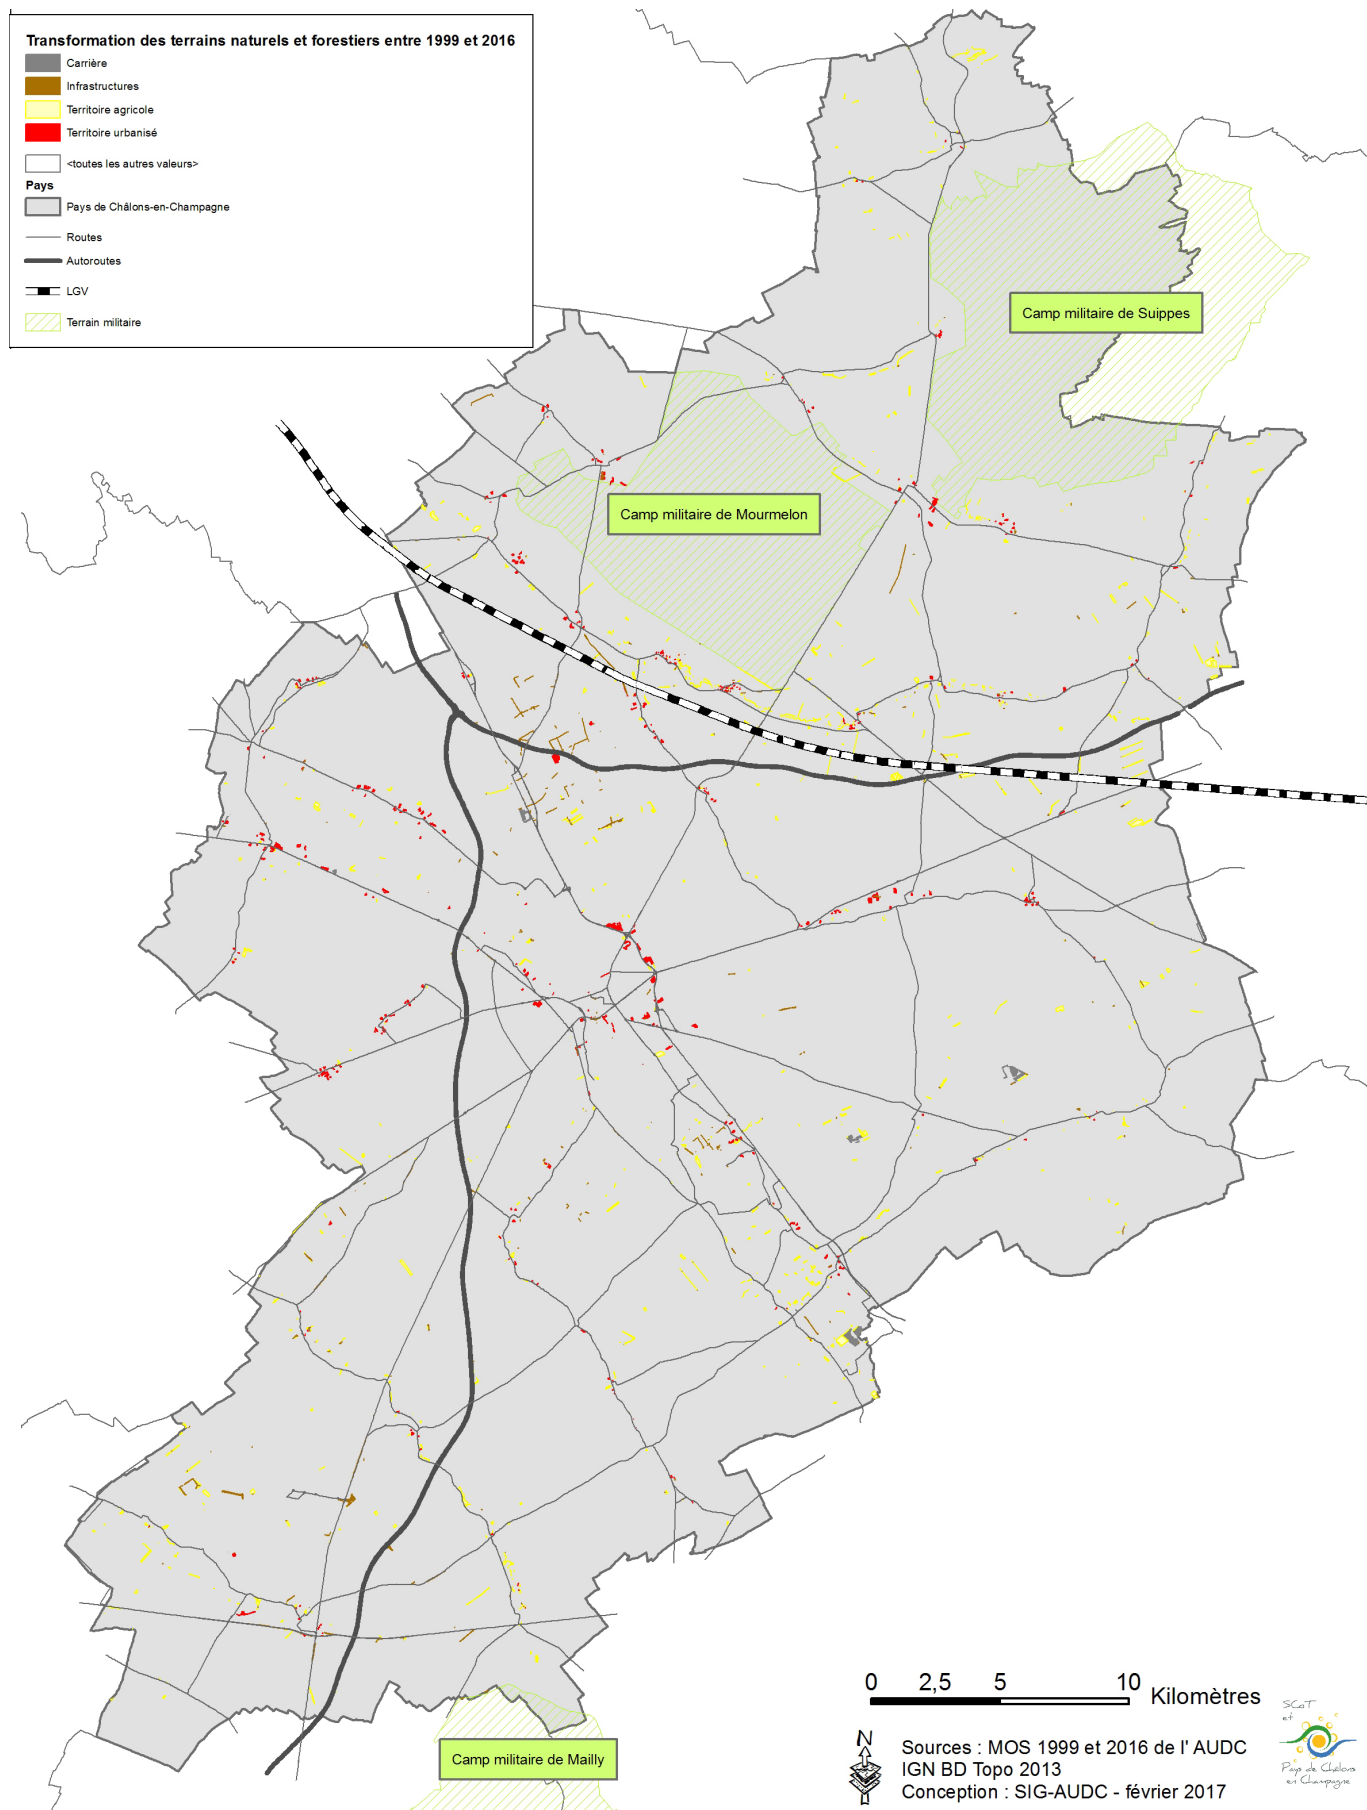 Transformation des terrains naturels et forestiers entre 1999 et 2016
Carrière
Infrastructures
Territoire agricole
Territoire urbanisé
<toutes les autres valeurs>
Pays
Pays de Châlons-en-Champagne
Routes
Autoroutes
LGV
Terrain militaire
Camp militaire de Suippes
Camp militaire de Mourmelon
Camp militaire de Mailly
0 2,5 5 10 Kilomètres
N
Sources : MOS 1999 et 2016 de l' AUDC
IGN BD Topo 2013
Conception : SIG-AUDC - février 2017
SCoT
et
Pays de Châlons
en Champagne